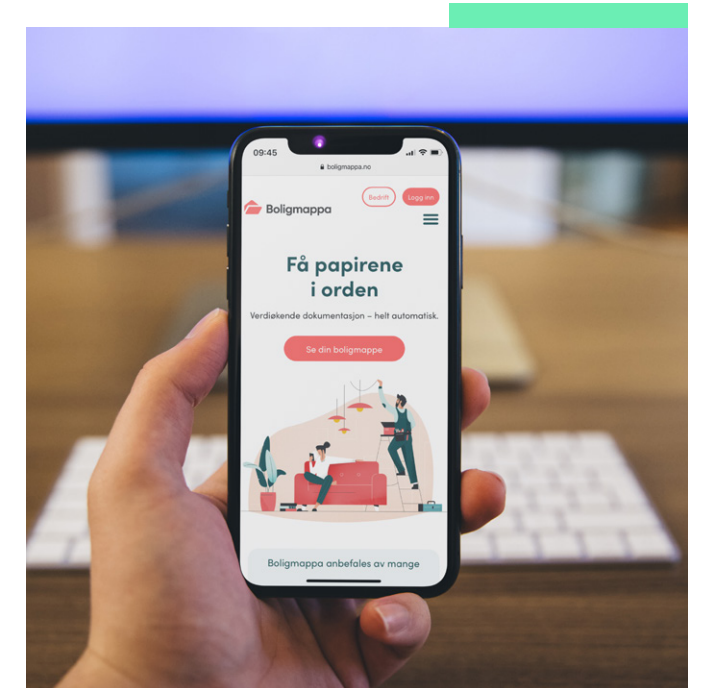 09:45
boligmappa.no
Bedrift
Logg inn
Boligmappa
Få papirene
i orden
Verdiøkende dokumentasjon – helt automatisk.
Se din boligmappe
Boligmappa anbefales av mange